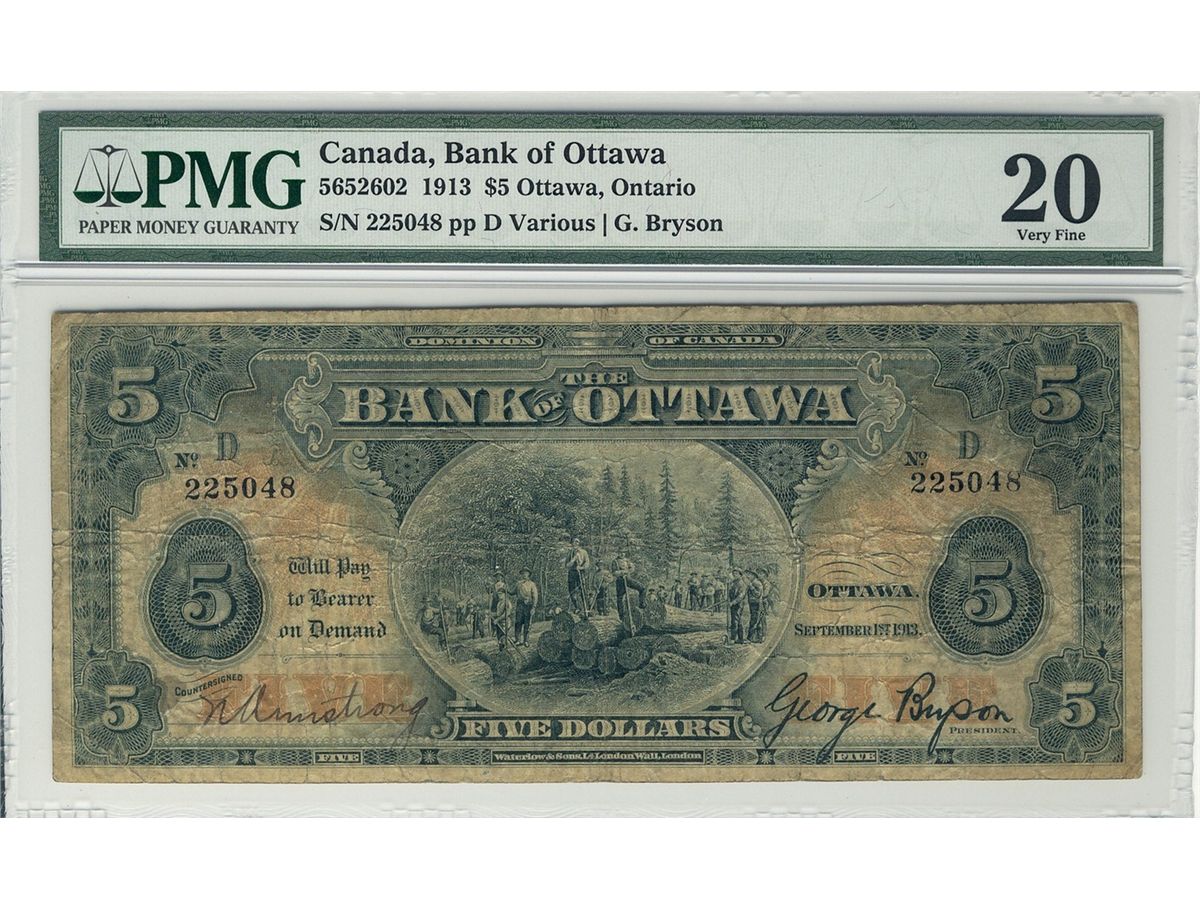 PMG
PAPER MONEY GUARANTY
Canada, Bank of Ottawa
5652602 1913 $5 Ottawa, Ontario
S/N 225048 pp D Various | G. Bryson
20
Very Fine
DOMINION OF CANADA
THE
BANK OF OTTAWA
5
5
No. D
225048
No. D
225048
5
5
Will Pay
to Bearer
on Demand
OTTAWA.
SEPTEMBER 1ST 1913.
COUNTERSIGNED
Armstrong
FIVE
FIVE
George Bryson
PRESIDENT.
5
5
FIVE DOLLARS
FIVE
Waterlow & Sons, Ld. London Wall, London
FIVE